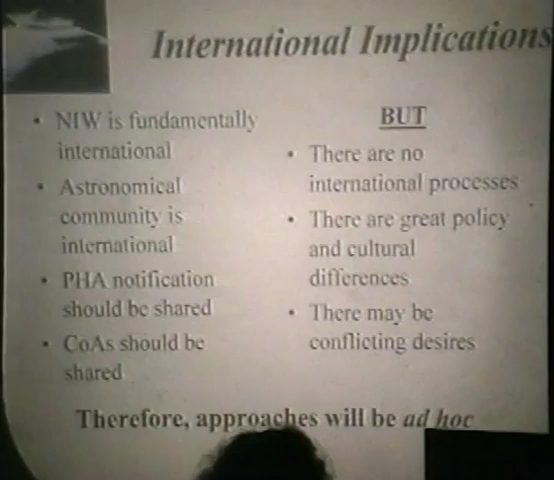 International Implications
• NIW is fundamentally
international
• Astronomical
community is
international
• PHA notification
should be shared
• CoAs should be
shared
BUT
• There are no
international processes
• There are great policy
and cultural
differences
• There may be
conflicting desires
Therefore, approaches will be ad hoc